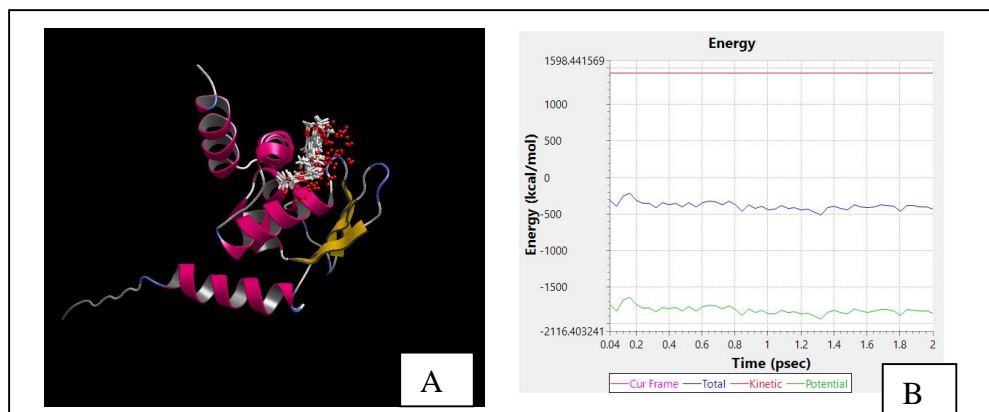 A
Energy
1598.441569
1000
500
0
-500
-1000
-1500
-2116.403241
Energy (kcal/mol)
0.04 0.2 0.4 0.6 0.8 1 1.2 1.4 1.6 1.8 2
Time (psec)
Cur Frame Total Kinetic Potential
B